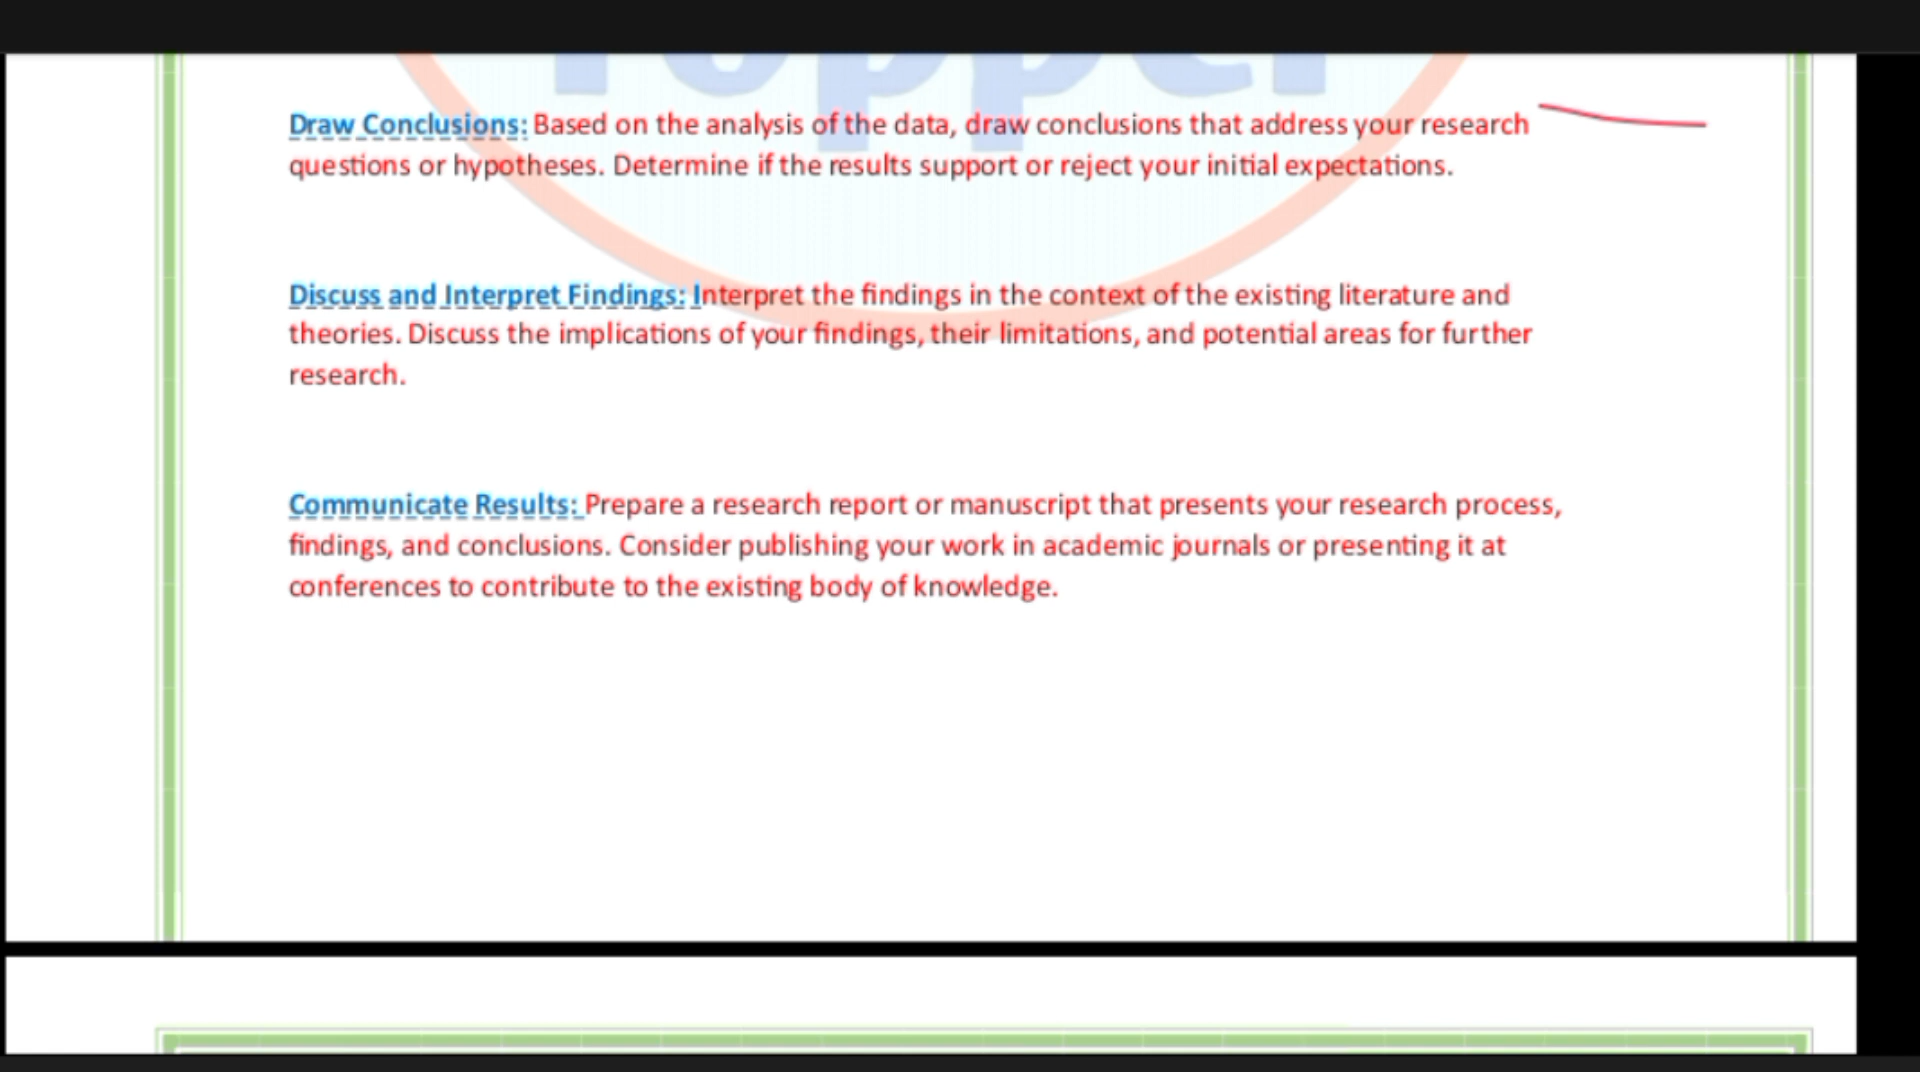 Topper
Draw Conclusions: Based on the analysis of the data, draw conclusions that address your research
questions or hypotheses. Determine if the results support or reject your initial expectations.
Discuss and Interpret Findings: Interpret the findings in the context of the existing literature and
theories. Discuss the implications of your findings, their limitations, and potential areas for further
research.
Communicate Results: Prepare a research report or manuscript that presents your research process,
findings, and conclusions. Consider publishing your work in academic journals or presenting it at
conferences to contribute to the existing body of knowledge.